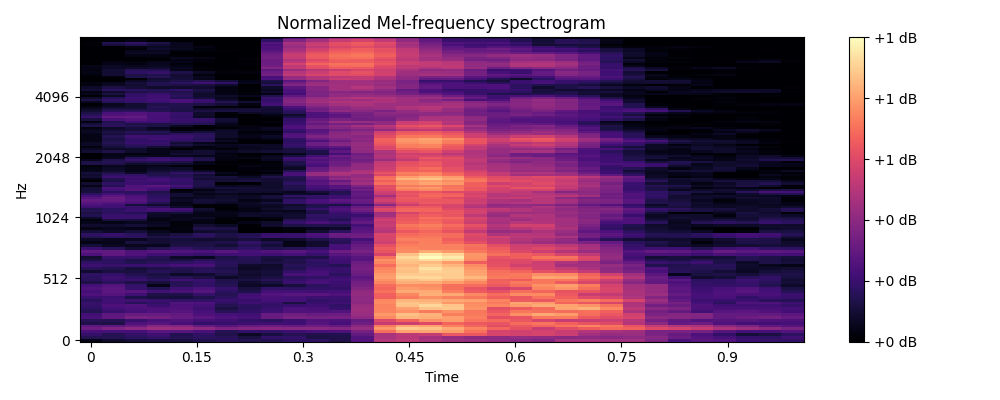 Normalized Mel-frequency spectrogram
Hz
4096
2048
1024
512
0
0 0.15 0.3 0.45 0.6 0.75 0.9
Time
+1 dB
+1 dB
+1 dB
+0 dB
+0 dB
+0 dB